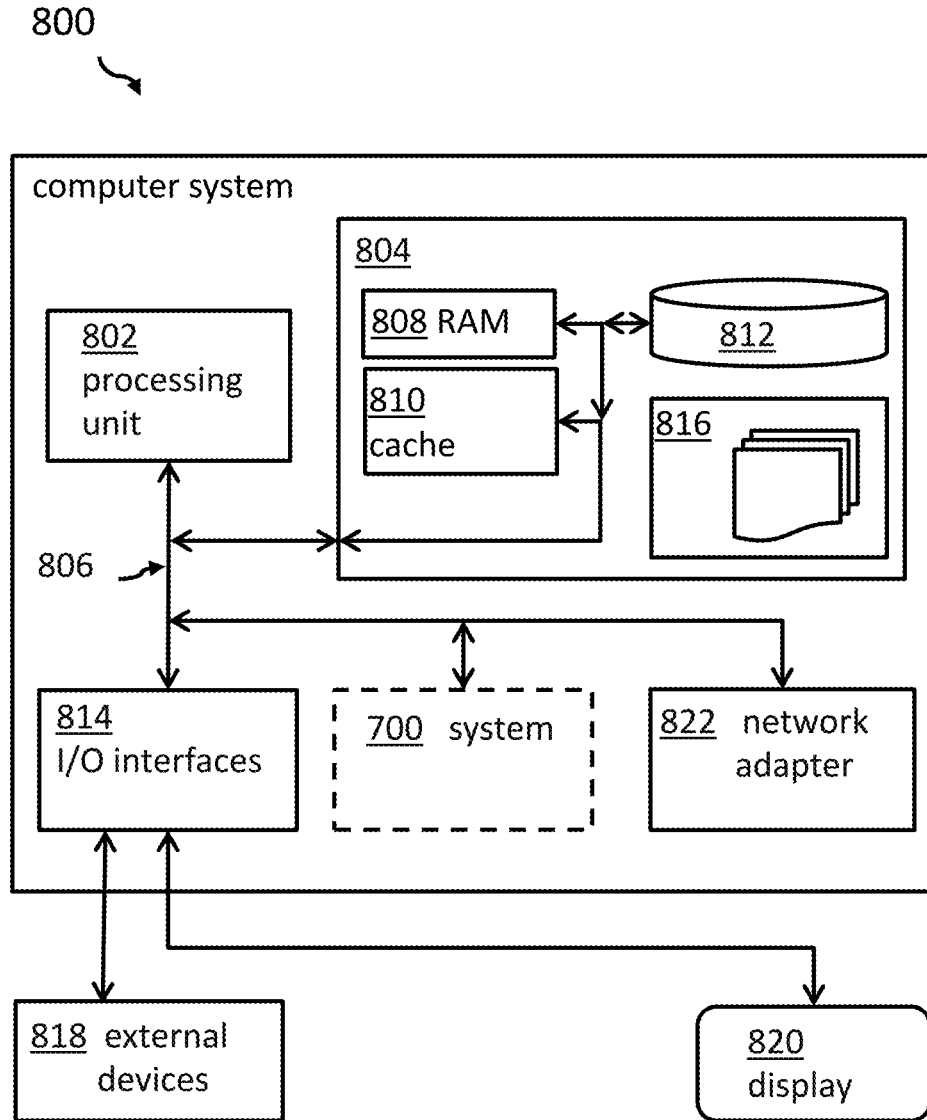 800
computer system
804
808 RAM
812
802
processing
unit
810
cache
816
806
814
I/O interfaces
700 system
822 network
adapter
818 external
devices
820
display